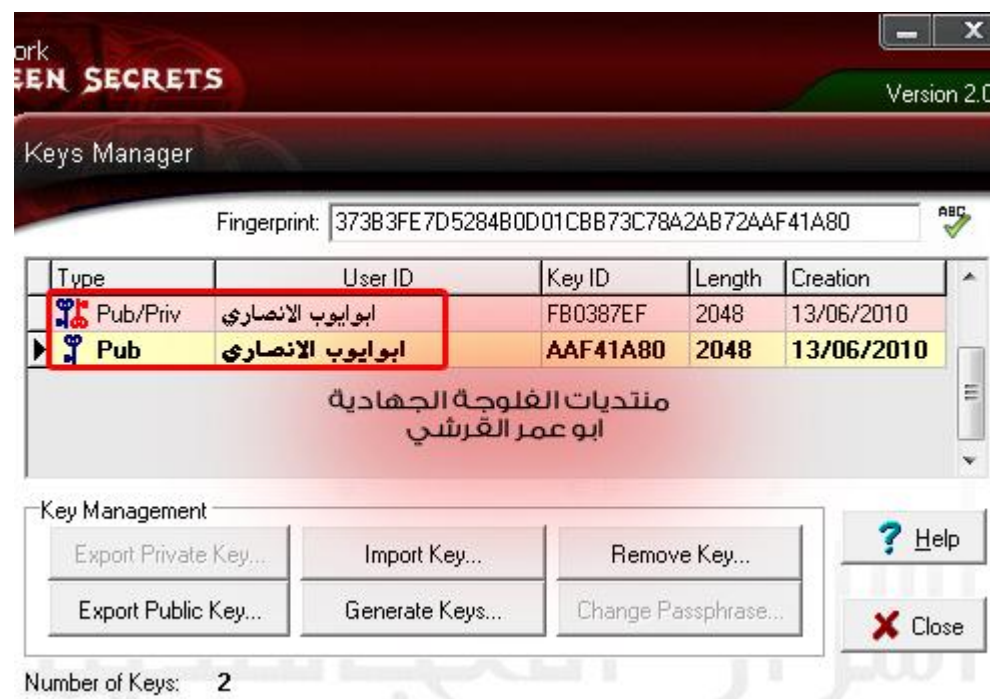 ork
EEN SECRETS
Version 2.0
Keys Manager
Fingerprint: 373B3FE7D5284B0D01CBB73C78A2AB72AAF41A80
Type User ID Key ID Length Creation
Pub/Priv ابوايوب الانصاري FB0387EF 2048 13/06/2010
Pub ابوايوب الانصاري AAF41A80 2048 13/06/2010
منتديات الفلوجة الجهادية
ابو عمر القرشي
Key Management
Export Private Key... Import Key... Remove Key... Help
Export Public Key... Generate Keys... Change Passphrase... Close
Number of Keys: 2